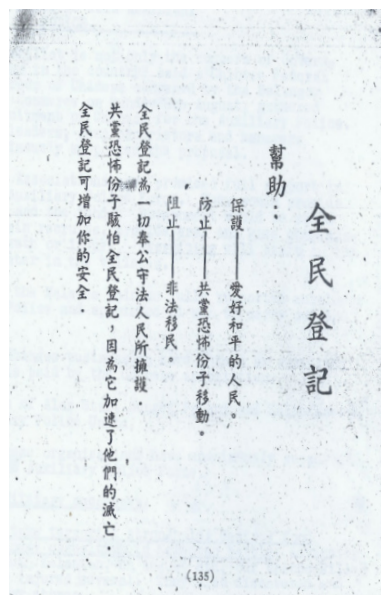 全民登記
幫助：
保護——愛好和平的人民。
防止——共黨恐怖份子移動。
阻止——非法移民。
全民登記為一切奉公守法人民所擁護．
共黨恐怖份子駭怕全民登記，因為它加速了他們的滅亡．
全民登記可增加你的安全．
(135)